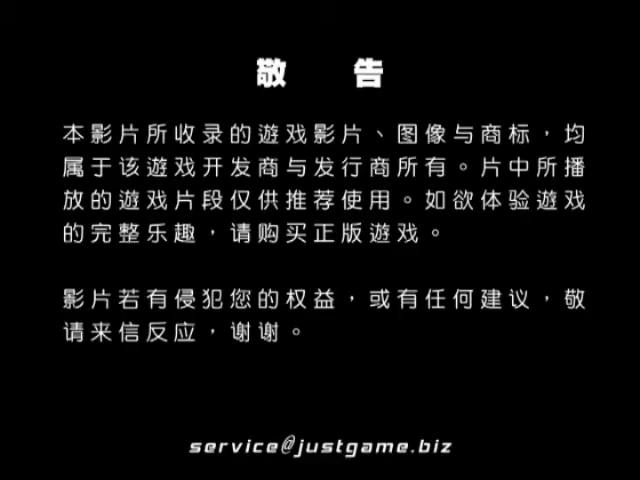 敬 告
本影片所收录的遊戏影片、图像与商标，均
属于该遊戏开发商与发行商所有。片中所播
放的遊戏片段仅供推荐使用。如欲体验遊戏
的完整乐趣，请购买正版遊戏。
影片若有侵犯您的权益，或有任何建议，敬
请来信反应，谢谢。
service@justgame.biz